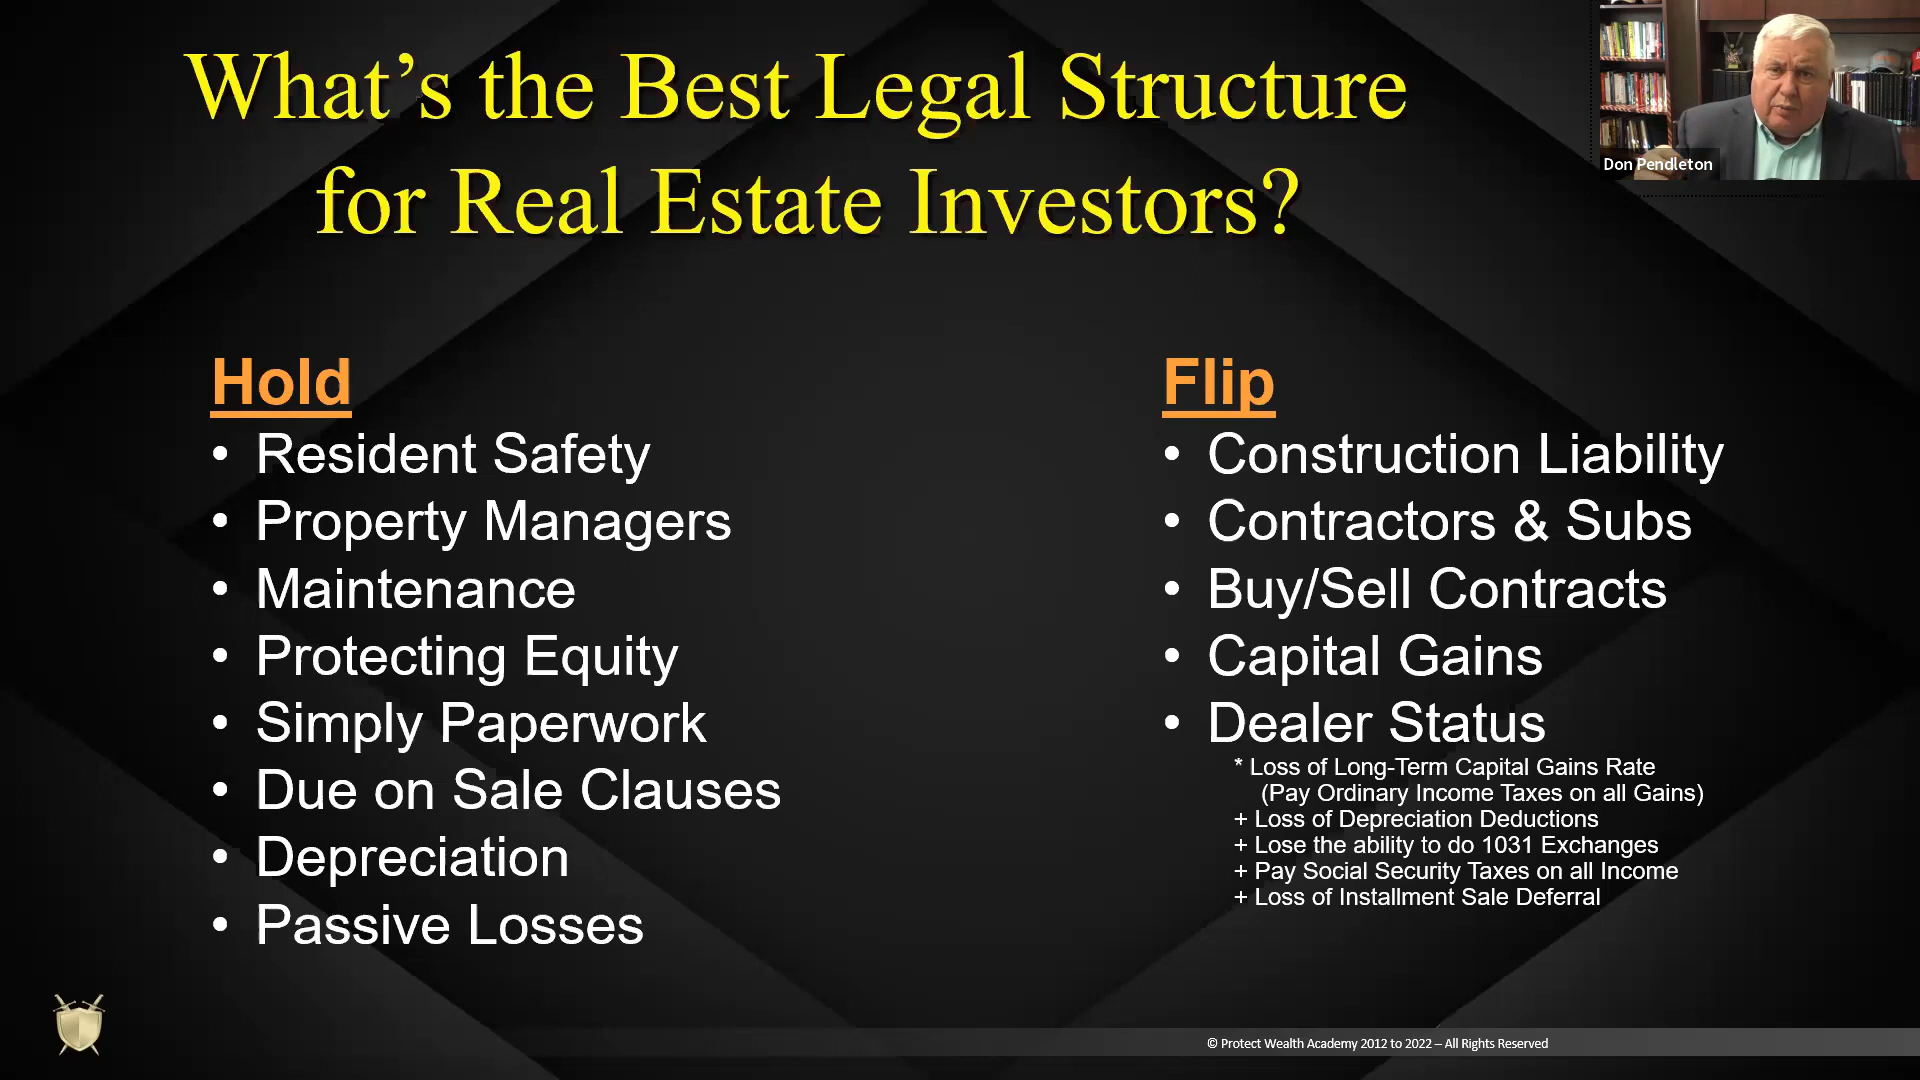 What’s the Best Legal Structure
for Real Estate Investors?
Don Pendleton
Hold
• Resident Safety
• Property Managers
• Maintenance
• Protecting Equity
• Simply Paperwork
• Due on Sale Clauses
• Depreciation
• Passive Losses
Flip
• Construction Liability
• Contractors & Subs
• Buy/Sell Contracts
• Capital Gains
• Dealer Status
* Loss of Long-Term Capital Gains Rate
(Pay Ordinary Income Taxes on all Gains)
+ Loss of Depreciation Deductions
+ Lose the ability to do 1031 Exchanges
+ Pay Social Security Taxes on all Income
+ Loss of Installment Sale Deferral
© Protect Wealth Academy 2012 to 2022 – All Rights Reserved